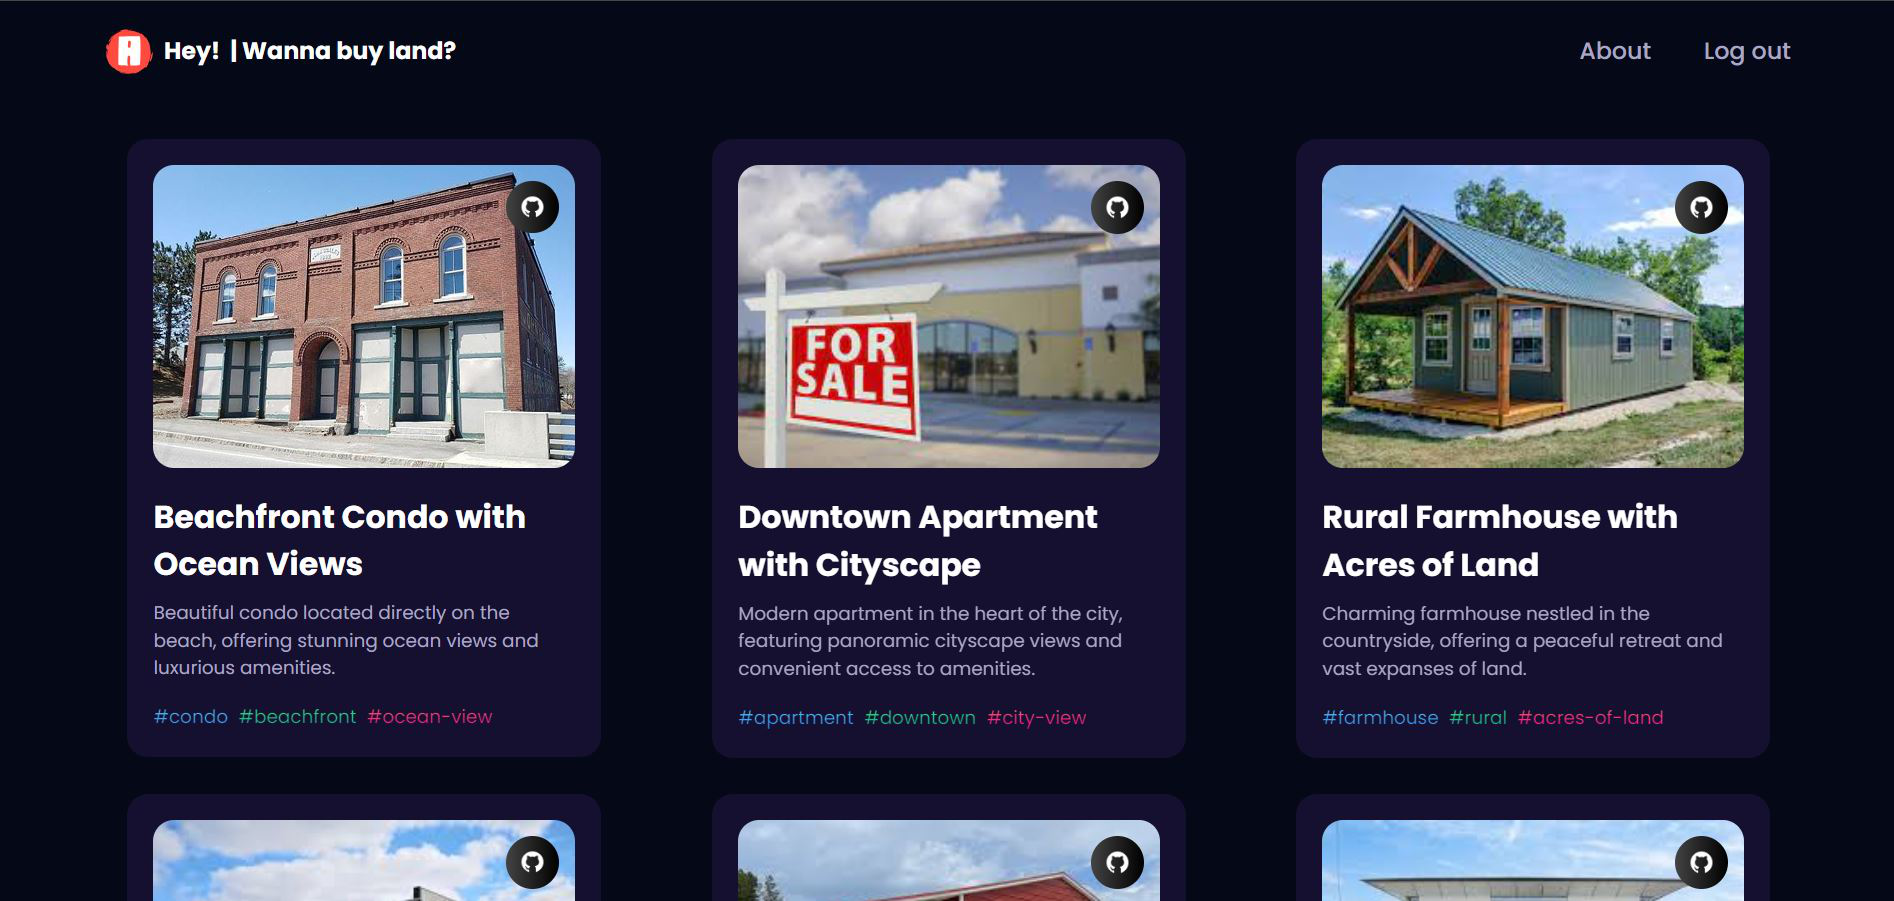 A Hey! | Wanna buy land?
About
Log out
FOR
SALE
Beachfront Condo with
Ocean Views
Beautiful condo located directly on the
beach, offering stunning ocean views and
luxurious amenities.
#condo #beachfront #ocean-view
Downtown Apartment
with Cityscape
Modern apartment in the heart of the city,
featuring panoramic cityscape views and
convenient access to amenities.
#apartment #downtown #city-view
Rural Farmhouse with
Acres of Land
Charming farmhouse nestled in the
countryside, offering a peaceful retreat and
vast expanses of land.
#farmhouse #rural #acres-of-land